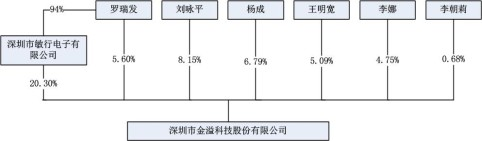 94%
罗瑞发
刘咏平
杨成
王明宽
李娜
李朝莉
深圳市敏行电子有
限公司
5.60%
8.15%
6.79%
5.09%
4.75%
0.68%
20.30%
深圳市金溢科技股份有限公司